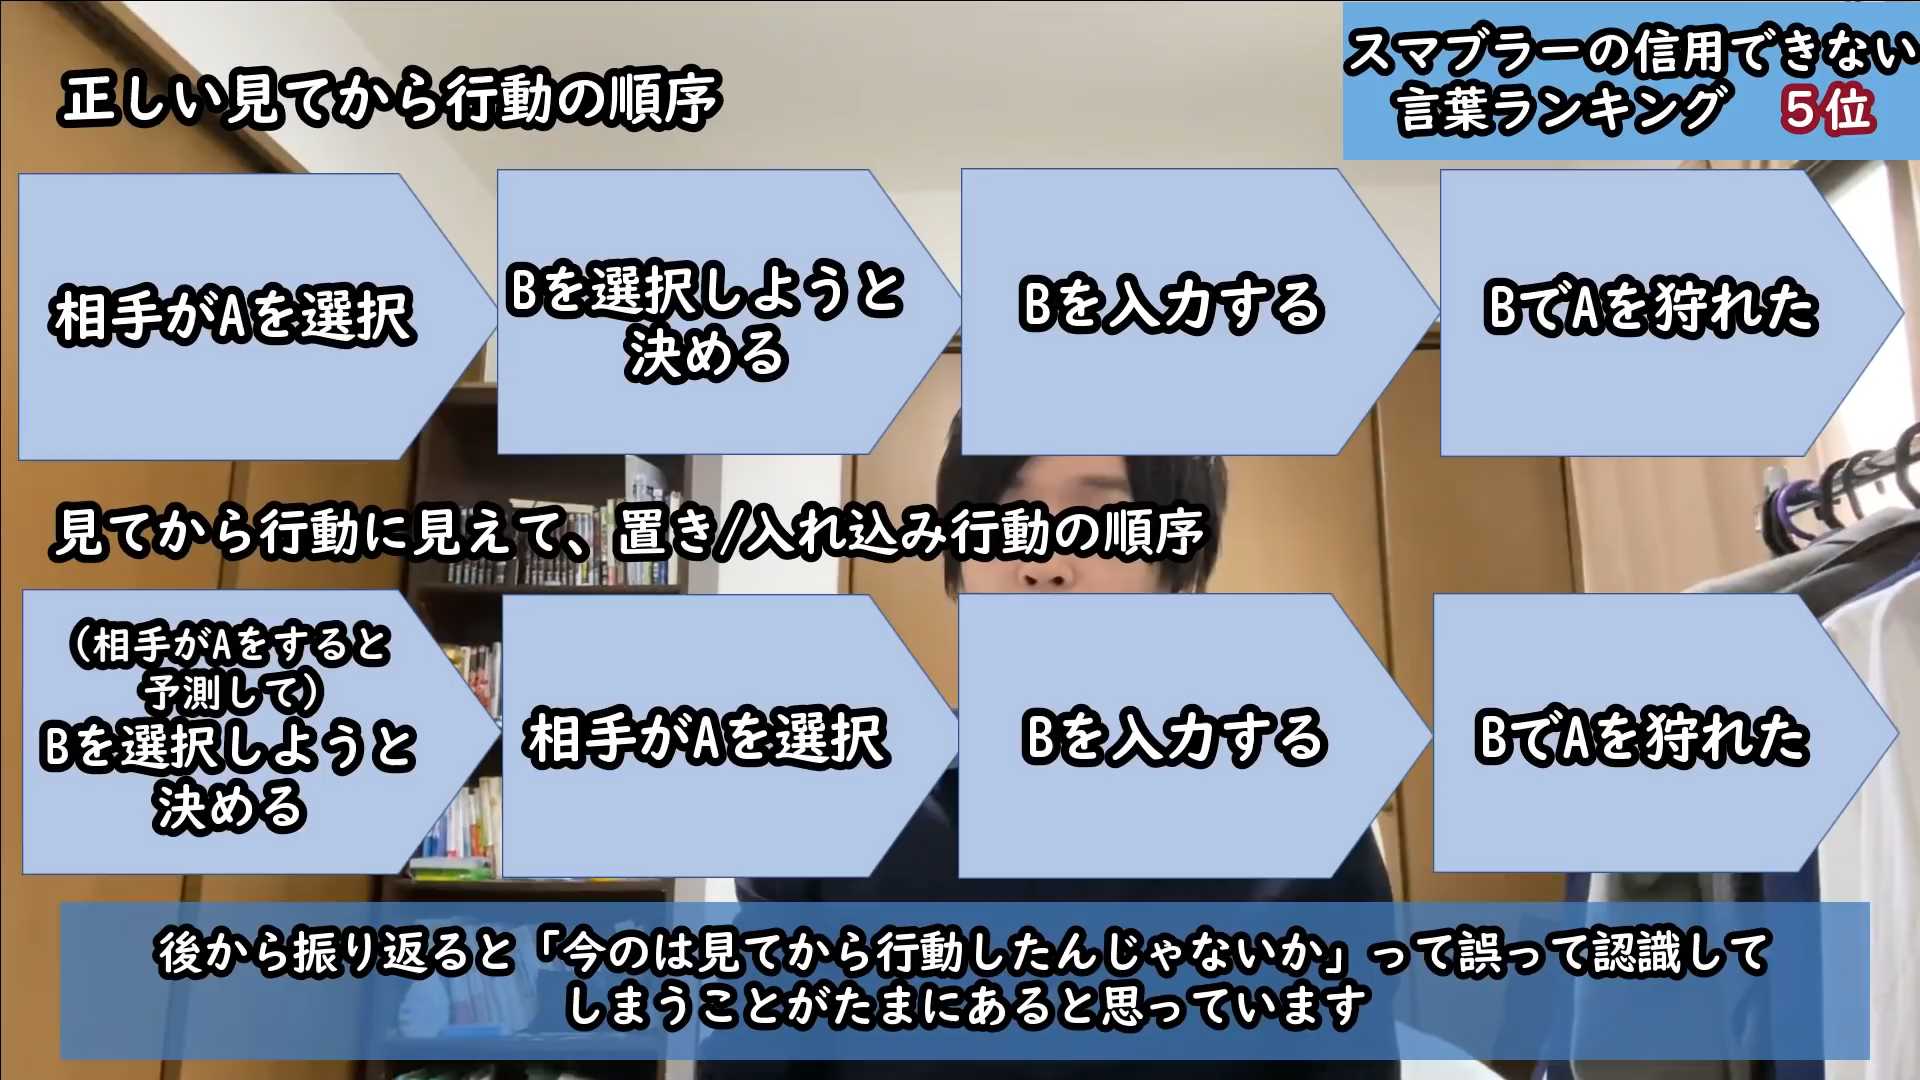 スマブラーの信用できない
言葉ランキング　５位
正しい見てから行動の順序
相手がAを選択
Bを選択しようと
決める
Bを入力する
BでAを狩れた
見てから行動に見えて、置き/入れ込み行動の順序
（相手がAをすると
予測して）
Bを選択しようと
決める
相手がAを選択
Bを入力する
BでAを狩れた
後から振り返ると「今のは見てから行動したんじゃないか」って誤って認識して
しまうことがたまにあると思っています